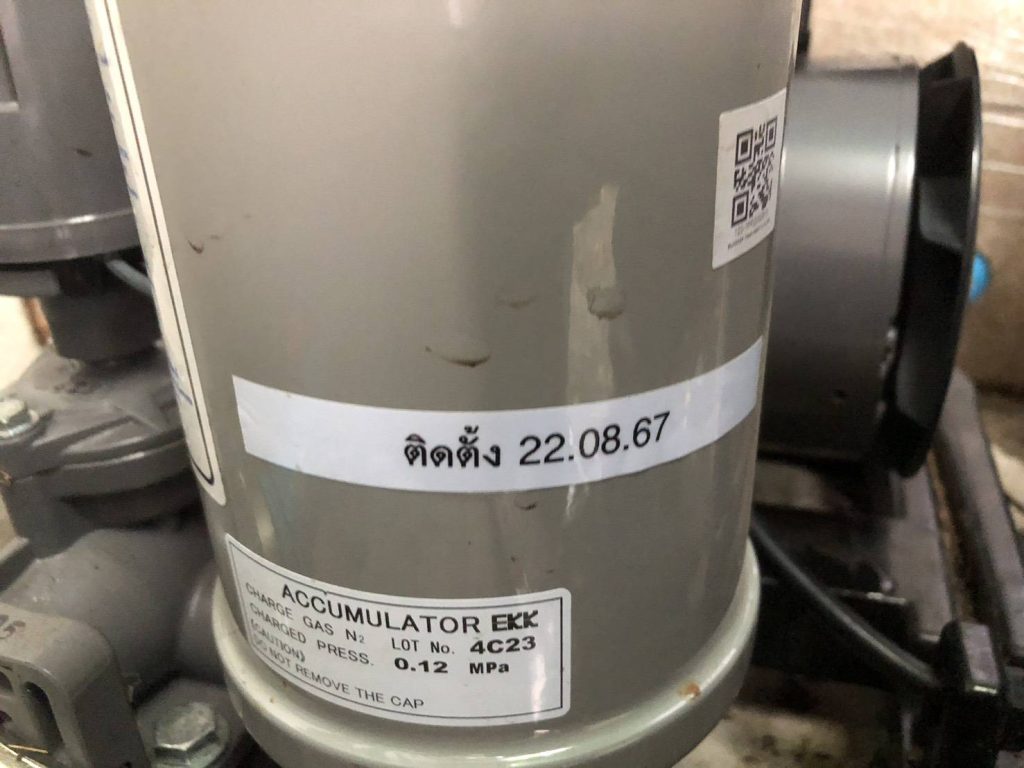 ติดตั้ง 22.08.67
ACCUMULATOR EKK
CHARGE GAS N₂ LOT No. 4C23
CHARGED PRESS. 0.12 MPa
(CAUTION)
DO NOT REMOVE THE CAP